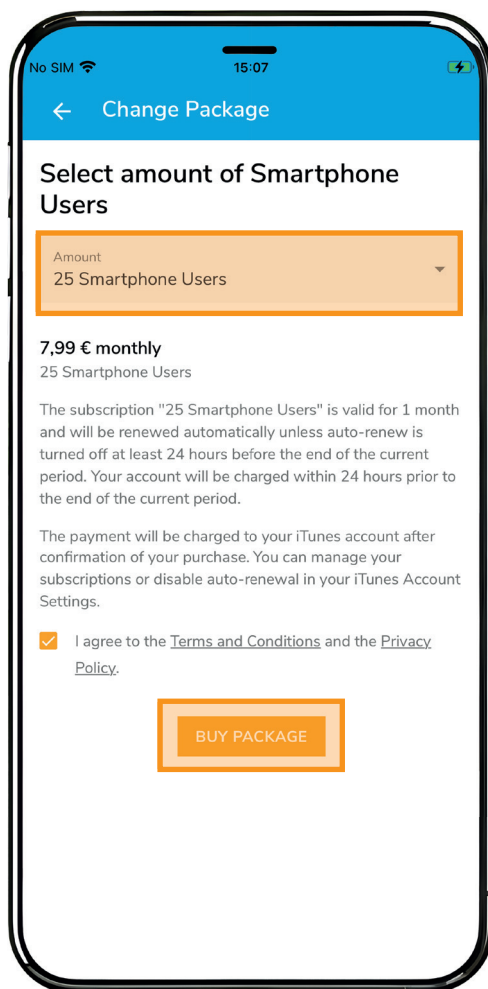 No SIM 15:07
Change Package
Select amount of Smartphone
Users
Amount
25 Smartphone Users
7,99 € monthly
25 Smartphone Users
The subscription "25 Smartphone Users" is valid for 1 month
and will be renewed automatically unless auto-renew is
turned off at least 24 hours before the end of the current
period. Your account will be charged within 24 hours prior to
the end of the current period.
The payment will be charged to your iTunes account after
confirmation of your purchase. You can manage your
subscriptions or disable auto-renewal in your iTunes Account
Settings.
I agree to the Terms and Conditions and the Privacy
Policy.
BUY PACKAGE